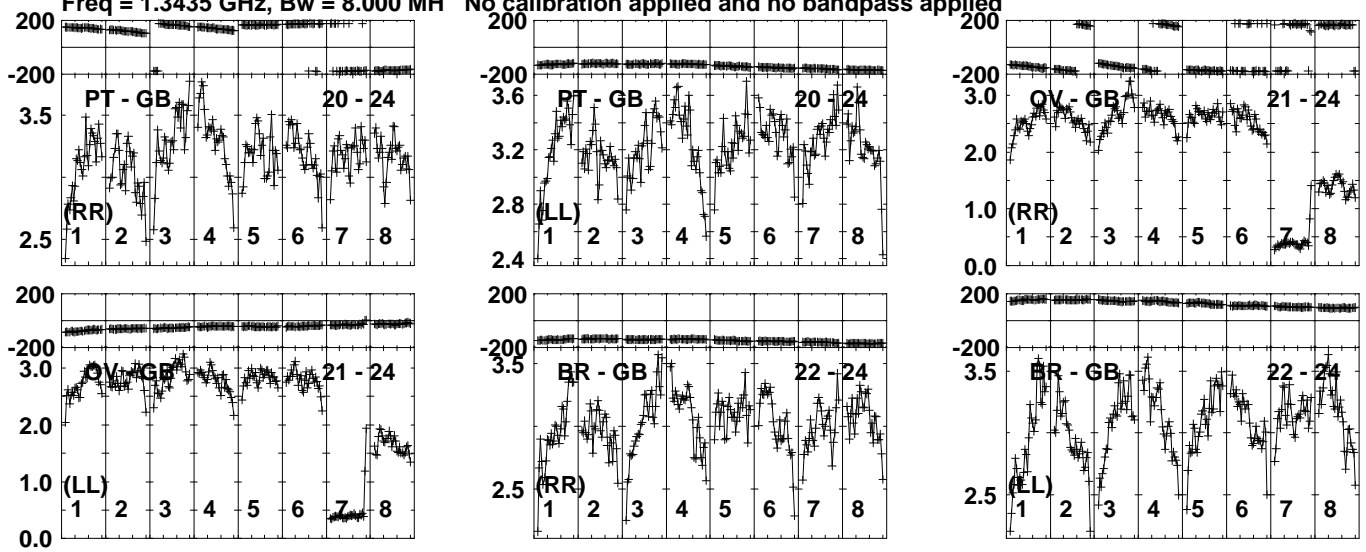 Freq = 1.3435 GHz, Bw = 8.000 MH No calibration applied and no bandpass applied
200
-200
PT - GB 20 - 24
3.5
2.5
(RR)
1 2 3 4 5 6 7 8
-200
PT - GB 20 - 24
3.6
3.2
2.8
2.4
(LL)
1 2 3 4 5 6 7 8
200
-200
OV - GB 21 - 24
3.0
2.0
1.0
0.0
(RR)
1 2 3 4 5 6 7 8
200
-200
OV - GB 21 - 24
3.0
2.0
1.0
0.0
(LL)
1 2 3 4 5 6 7 8
200
-200
BR - GB 22 - 24
3.5
2.5
(RR)
1 2 3 4 5 6 7 8
200
-200
BR - GB 22 - 24
3.5
2.5
(LL)
1 2 3 4 5 6 7 8